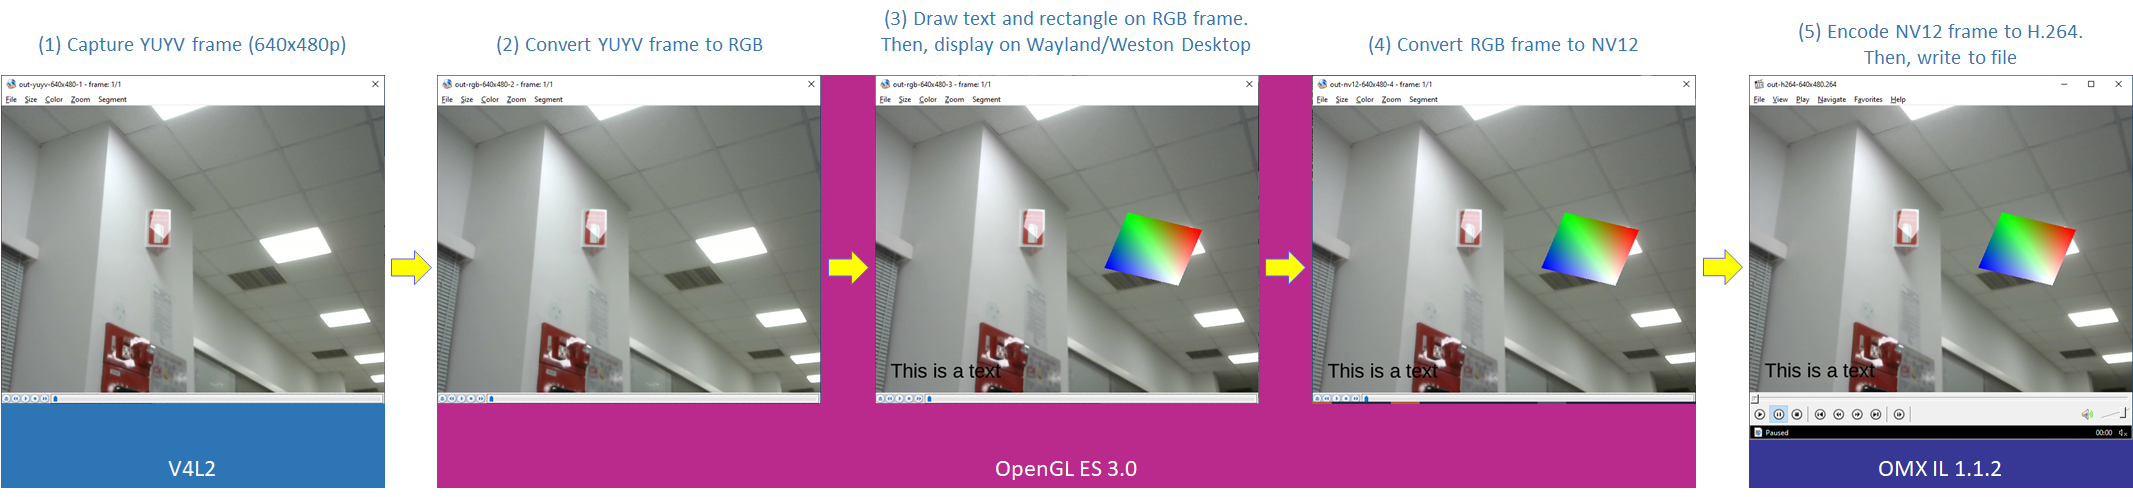 (1) Capture YUYV frame (640x480p)
(2) Convert YUYV frame to RGB
(3) Draw text and rectangle on RGB frame.
Then, display on Wayland/Weston Desktop
(4) Convert RGB frame to NV12
(5) Encode NV12 frame to H.264.
Then, write to file
out-yuyv-640x480-1 - frame: 1/1
File Size Color Zoom Segment
out-rgb-640x480-2 - frame: 1/1
File Size Color Zoom Segment
out-rgb-640x480-3 - frame: 1/1
File Size Color Zoom Segment
This is a text
out-nv12-640x480-4 - frame: 1/1
File Size Color Zoom Segment
This is a text
out-h264-640x480.264
File View Play Navigate Favorites Help
This is a text
Paused
00:00
V4L2
OpenGL ES 3.0
OMX IL 1.1.2